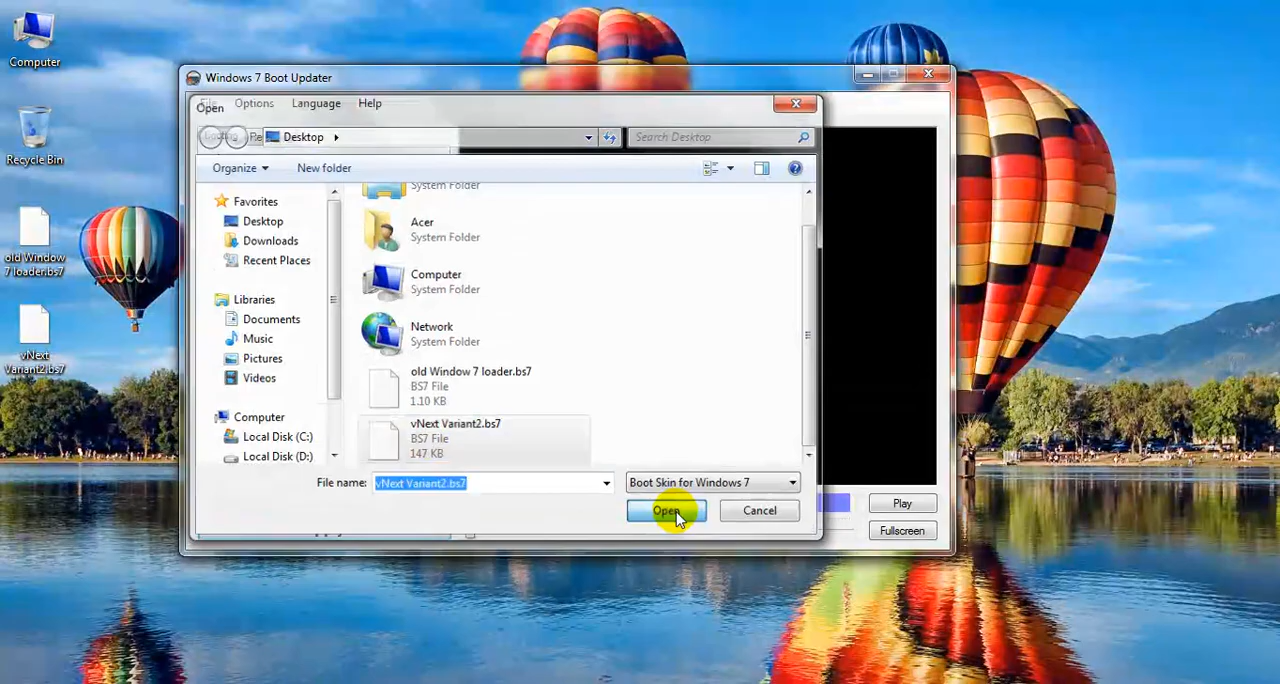 Computer
Recycle Bin
old Window
7 loader.bs7
vNext
Variant2.bs7
Windows 7 Boot Updater
Open
Options
Language
Help
Desktop
Search Desktop
Organize
New folder
Favorites
Desktop
Downloads
Recent Places
Libraries
Documents
Music
Pictures
Videos
Computer
Local Disk (C:)
Local Disk (D:)
System Folder
Acer
System Folder
Computer
System Folder
Network
System Folder
old Window 7 loader.bs7
BS7 File
1.10 KB
vNext Variant2.bs7
BS7 File
147 KB
File name:
vNext Variant2.bs7
Boot Skin for Windows 7
Open
Cancel
Play
Fullscreen